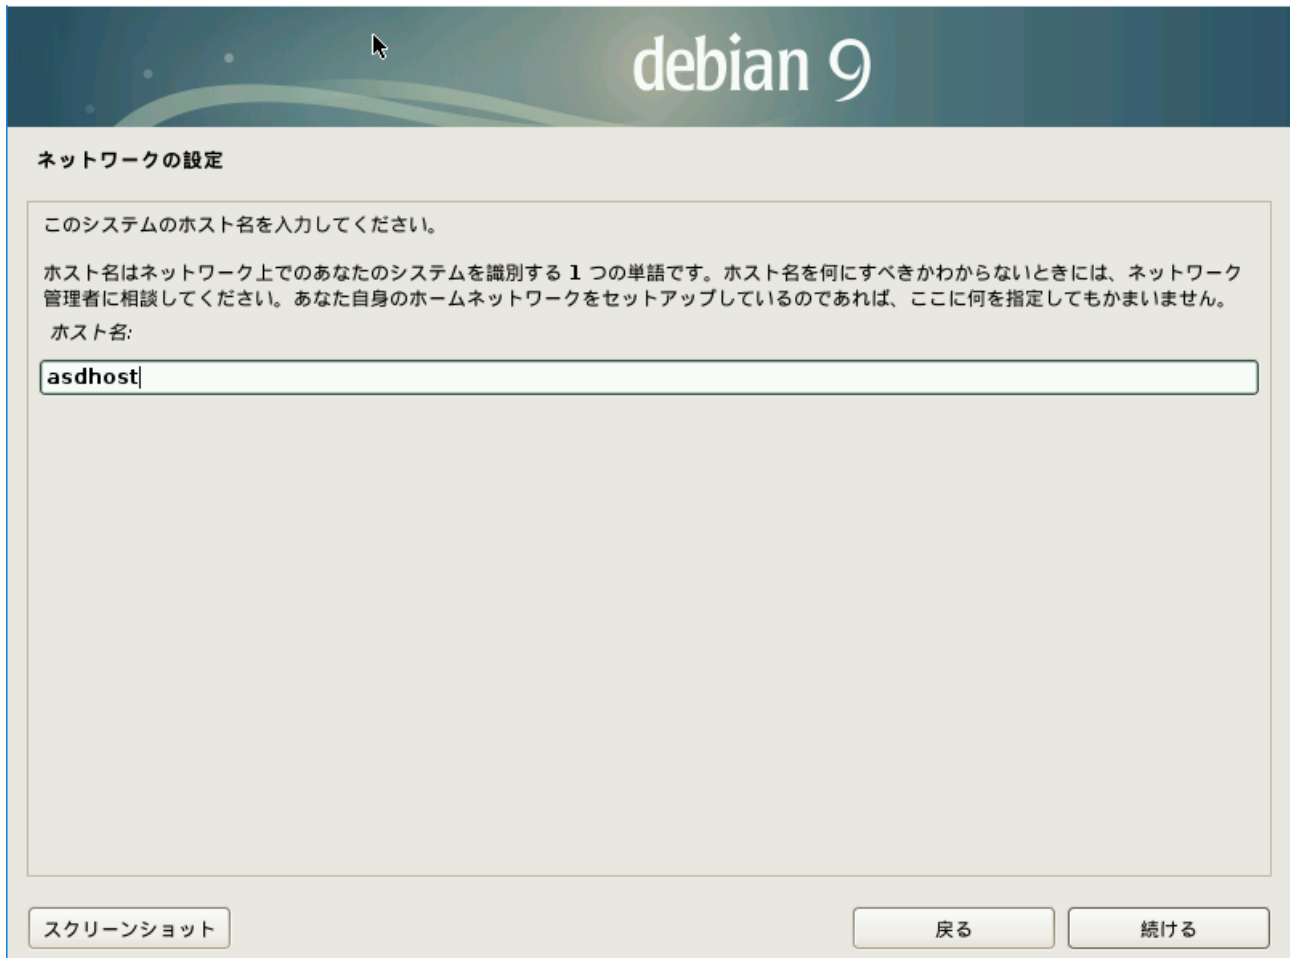 debian 9
ネットワークの設定
このシステムのホスト名を入力してください。
ホスト名はネットワーク上でのあなたのシステムを識別する 1 つの単語です。ホスト名を何にすべきかわからないときには、ネットワーク
管理者に相談してください。あなた自身のホームネットワークをセットアップしているのであれば、ここに何を指定してもかまいません。
ホスト名:
asdhost
スクリーンショット
戻る
続ける